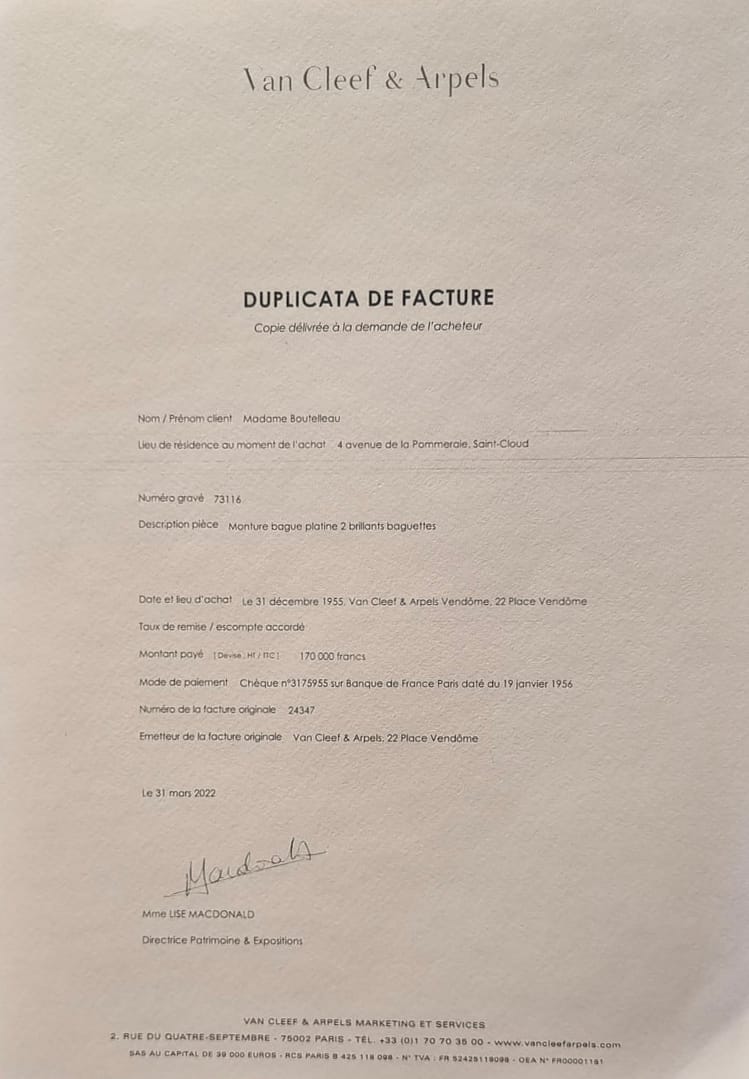 Van Cleef & Arpels
DUPLICATA DE FACTURE
Copie délivrée à la demande de l'acheteur
Nom / Prénom client Madame Boutelleau
Lieu de résidence au moment de l'achat 4 avenue de la Pommeraie, Saint-Cloud
Numéro gravé 73116
Description pièce Monture bague platine 2 brillants baguettes
Date et lieu d'achat Le 31 décembre 1955, Van Cleef & Arpels Vendôme, 22 Place Vendôme
Taux de remise / escompte accordé
Montant payé [Devise, HT / TTC] 170 000 francs
Mode de paiement Chèque n°3175955 sur Banque de France Paris daté du 19 janvier 1956
Numéro de la facture originale 24347
Emetteur de la facture originale Van Cleef & Arpels, 22 Place Vendôme
Le 31 mars 2022
Macdonald
Mme LISE MACDONALD
Directrice Patrimoine & Expositions
VAN CLEEF & ARPELS MARKETING ET SERVICES
2, RUE DU QUATRE-SEPTEMBRE - 75002 PARIS - TÉL. +33 (0)1 70 70 35 00 - www.vancleefarpels.com
SAS AU CAPITAL DE 39 000 EUROS - RCS PARIS B 425 118 098 - N° TVA : FR 52425118098 - OEA N° FR00001161